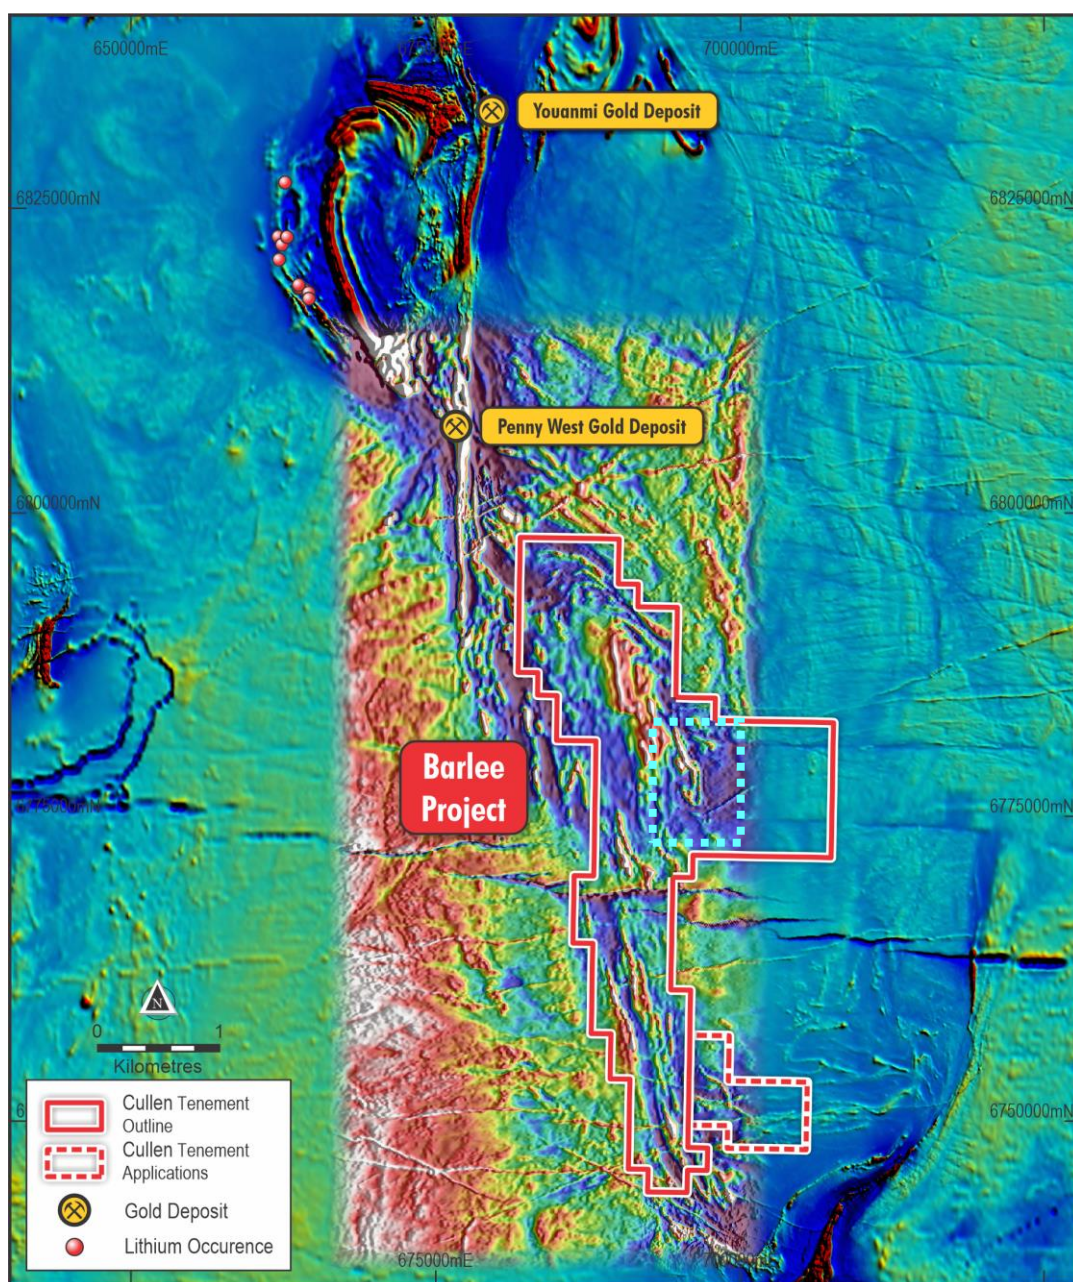 650000mE
700000mE
Youanmi Gold Deposit
6825000mN
6825000mN
Penny West Gold Deposit
6800000mN
6800000mN
Barlee
Project
6775000mN
6775000mN
N
0 1
Kilometres
Cullen Tenement
Outline
Cullen Tenement
Applications
Gold Deposit
Lithium Occurence
6750000mN
675000mE